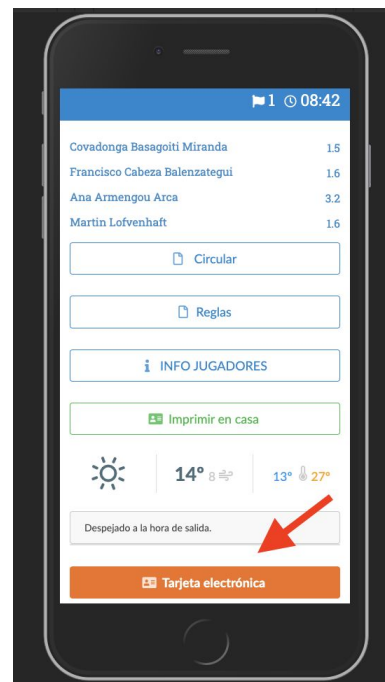 1 08:42
Covadonga Basagoiti Miranda 1.5
Francisco Cabeza Balenzategui 1.6
Ana Armengou Arca 3.2
Martin Lofvenhaft 1.6
Circular
Reglas
INFO JUGADORES
Imprimir en casa
14° 8 13° 27°
Despejado a la hora de salida.
Tarjeta electrónica